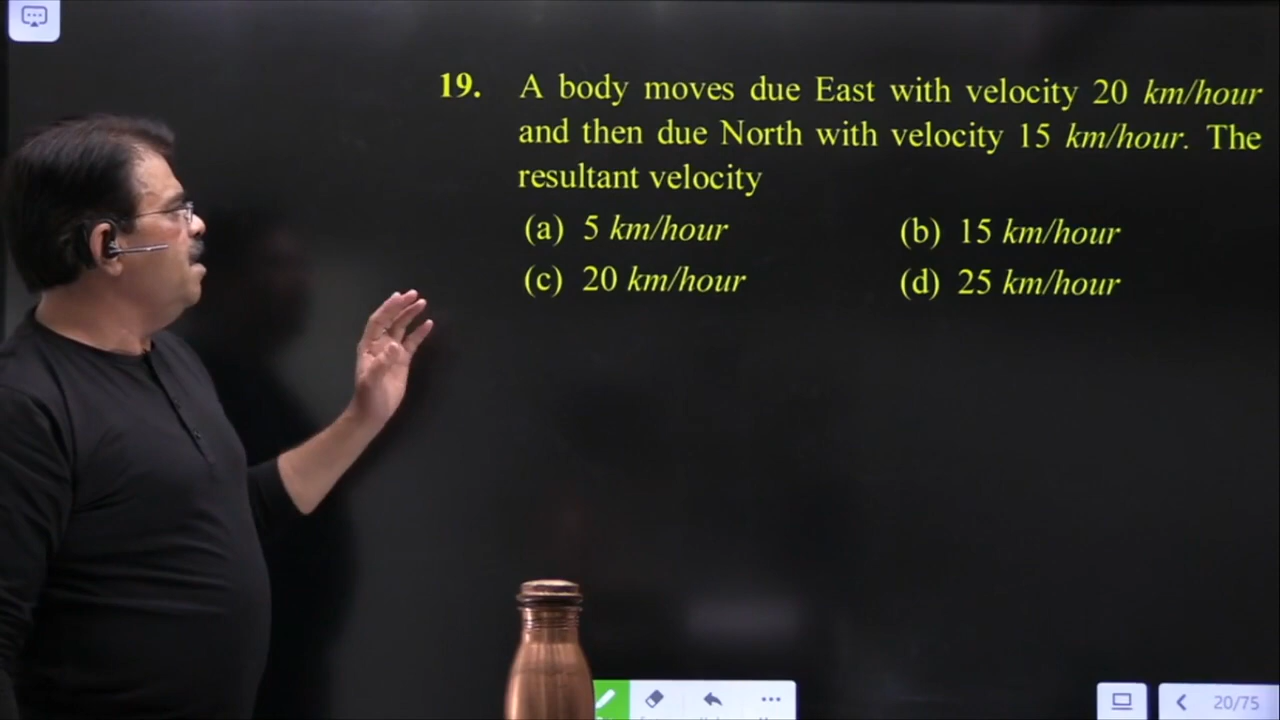 19. A body moves due East with velocity 20 km/hour
and then due North with velocity 15 km/hour. The
resultant velocity
(a) 5 km/hour (b) 15 km/hour
(c) 20 km/hour (d) 25 km/hour
20/75